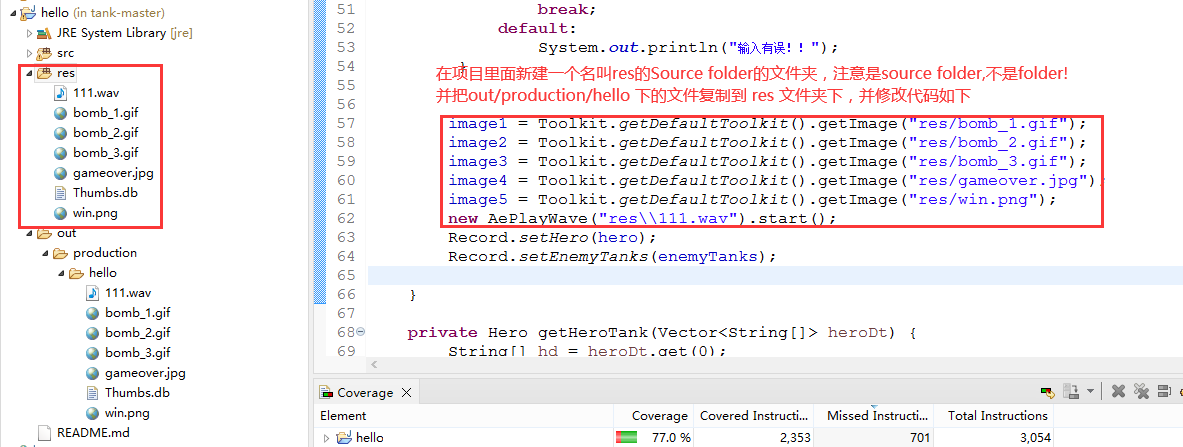 hello (in tank-master)
JRE System Library [jre]
src
res
111.wav
bomb_1.gif
bomb_2.gif
bomb_3.gif
gameover.jpg
Thumbs.db
win.png
out
production
hello
111.wav
bomb_1.gif
bomb_2.gif
bomb_3.gif
gameover.jpg
Thumbs.db
win.png
README.md
51 break;
52 default:
53 System.out.println("输入有误!!");
54 }
在项目里面新建一个名叫res的Source folder的文件夹，注意是source folder,不是folder!
55
并把out/production/hello 下的文件复制到 res 文件夹下，并修改代码如下
56
57 image1 = Toolkit.getDefaultToolkit().getImage("res/bomb_1.gif");
58 image2 = Toolkit.getDefaultToolkit().getImage("res/bomb_2.gif");
59 image3 = Toolkit.getDefaultToolkit().getImage("res/bomb_3.gif");
60 image4 = Toolkit.getDefaultToolkit().getImage("res/gameover.jpg");
61 image5 = Toolkit.getDefaultToolkit().getImage("res/win.png");
62 new AePlayWave("res\\111.wav").start();
63 Record.setHero(hero);
64 Record.setEnemyTanks(enemyTanks);
65
66 }
67
68 private Hero getHeroTank(Vector<String[]> heroDt) {
69 String[] hd = heroDt.get(0);
Coverage
Element Coverage Covered Instructi... Missed Instructi... Total Instructions
hello 77.0 % 2,353 701 3,054